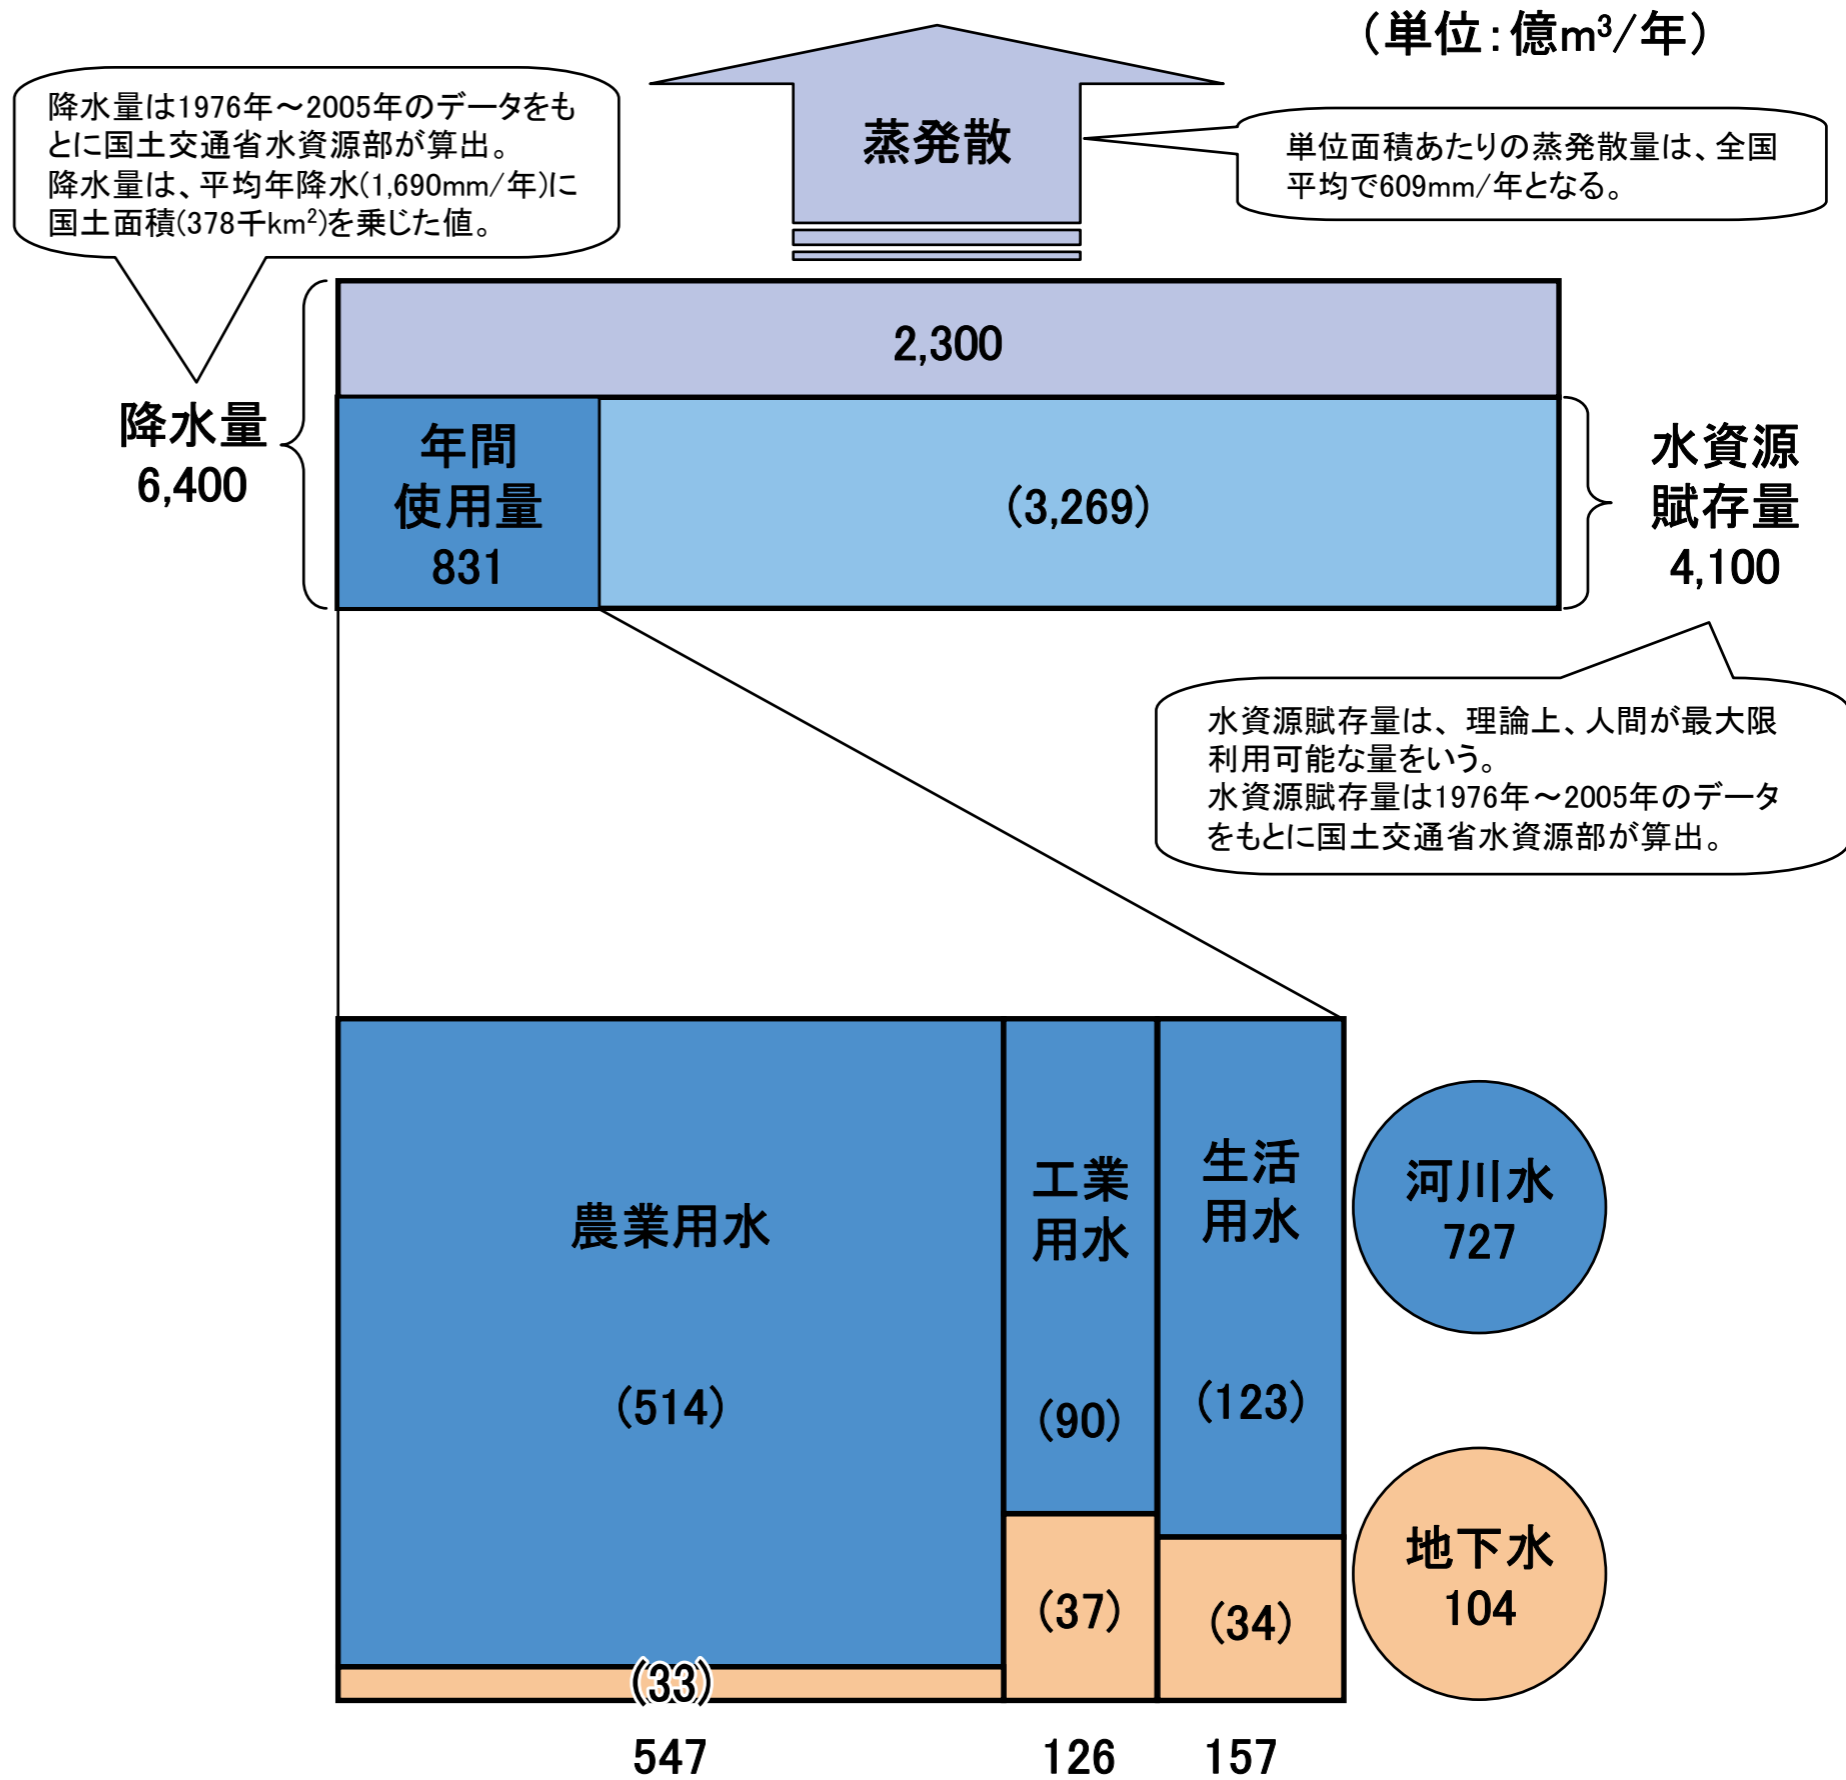 （単位：億m³/年）
降水量は1976年～2005年のデータをも
とに国土交通省水資源部が算出。
降水量は、平均年降水(1,690mm/年)に
国土面積(378千km²)を乗じた値。
蒸発散
単位面積あたりの蒸発散量は、全国
平均で609mm/年となる。
2,300
降水量
6,400
年間
使用量
831
(3,269)
水資源
賦存量
4,100
水資源賦存量は、理論上、人間が最大限
利用可能な量をいう。
水資源賦存量は1976年～2005年のデータ
をもとに国土交通省水資源部が算出。
農業用水
(514)
(33)
547
工業
用水
(90)
(37)
126
生活
用水
(123)
(34)
157
河川水
727
地下水
104